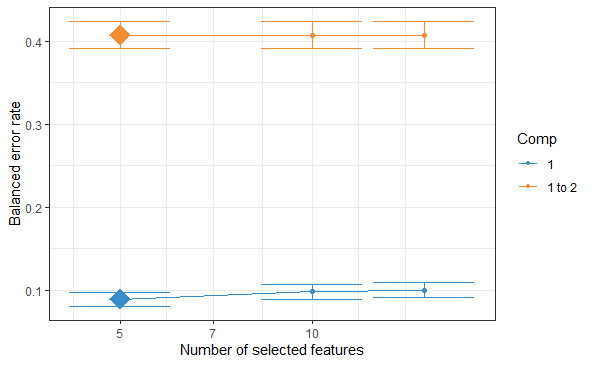 Balanced error rate
0.4
0.3
0.2
0.1
5
7
10
Number of selected features
Comp
1
1 to 2